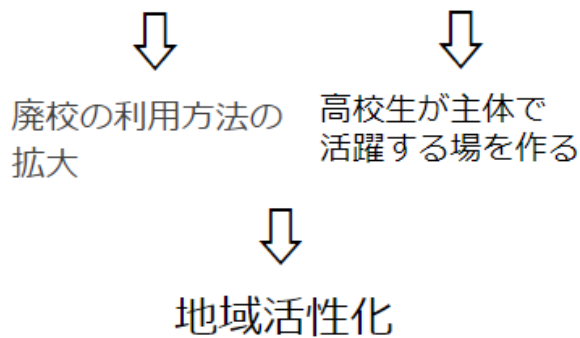 廃校の利用方法の
拡大
高校生が主体で
活躍する場を作る
地域活性化